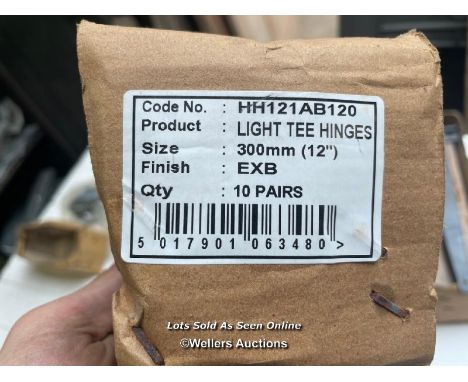 Code No. : HH121AB120
Product : LIGHT TEE HINGES
Size : 300mm (12")
Finish : EXB
Qty : 10 PAIRS
5 017901 063480 >
Lots Sold As Seen Online
©Wellers Auctions